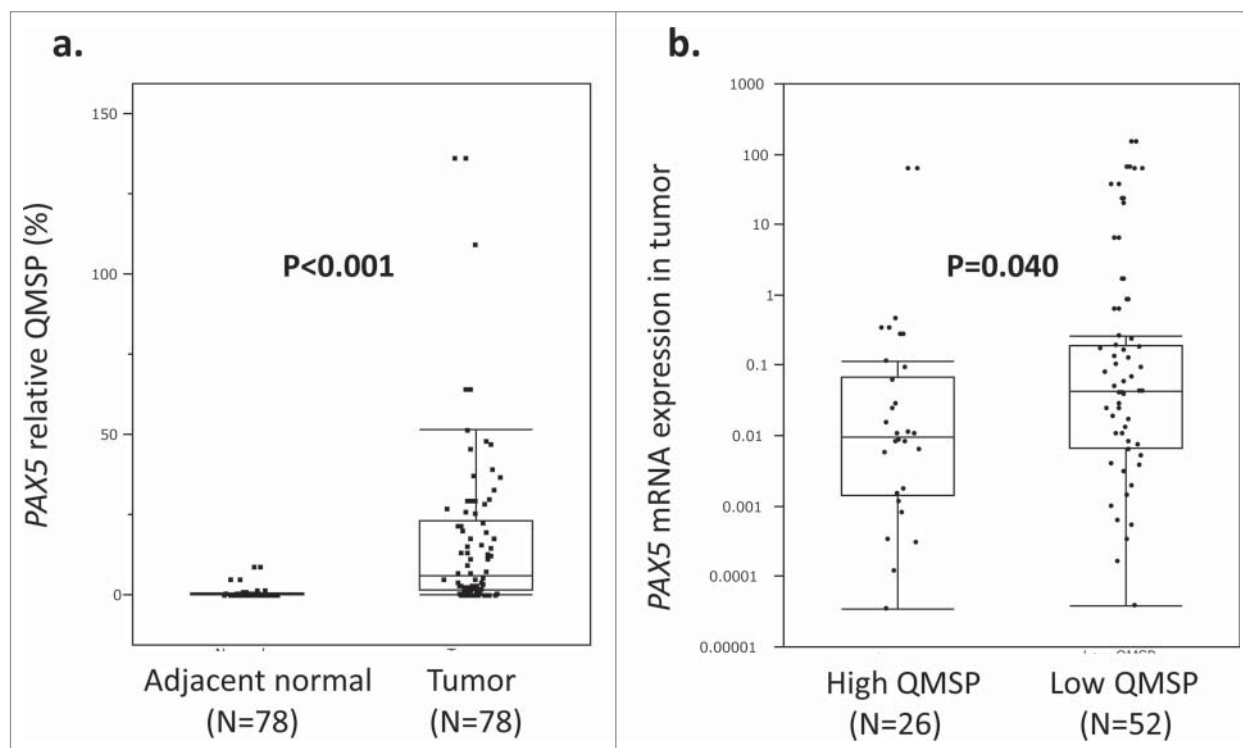 a.
PAX5 relative QMSP (%)
150
100
50
0
P<0.001
Adjacent normal
(N=78)
Tumor
(N=78)
b.
PAX5 mRNA expression in tumor
1000
100
10
1
0.1
0.01
0.001
0.0001
0.00001
P=0.040
High QMSP
(N=26)
Low QMSP
(N=52)